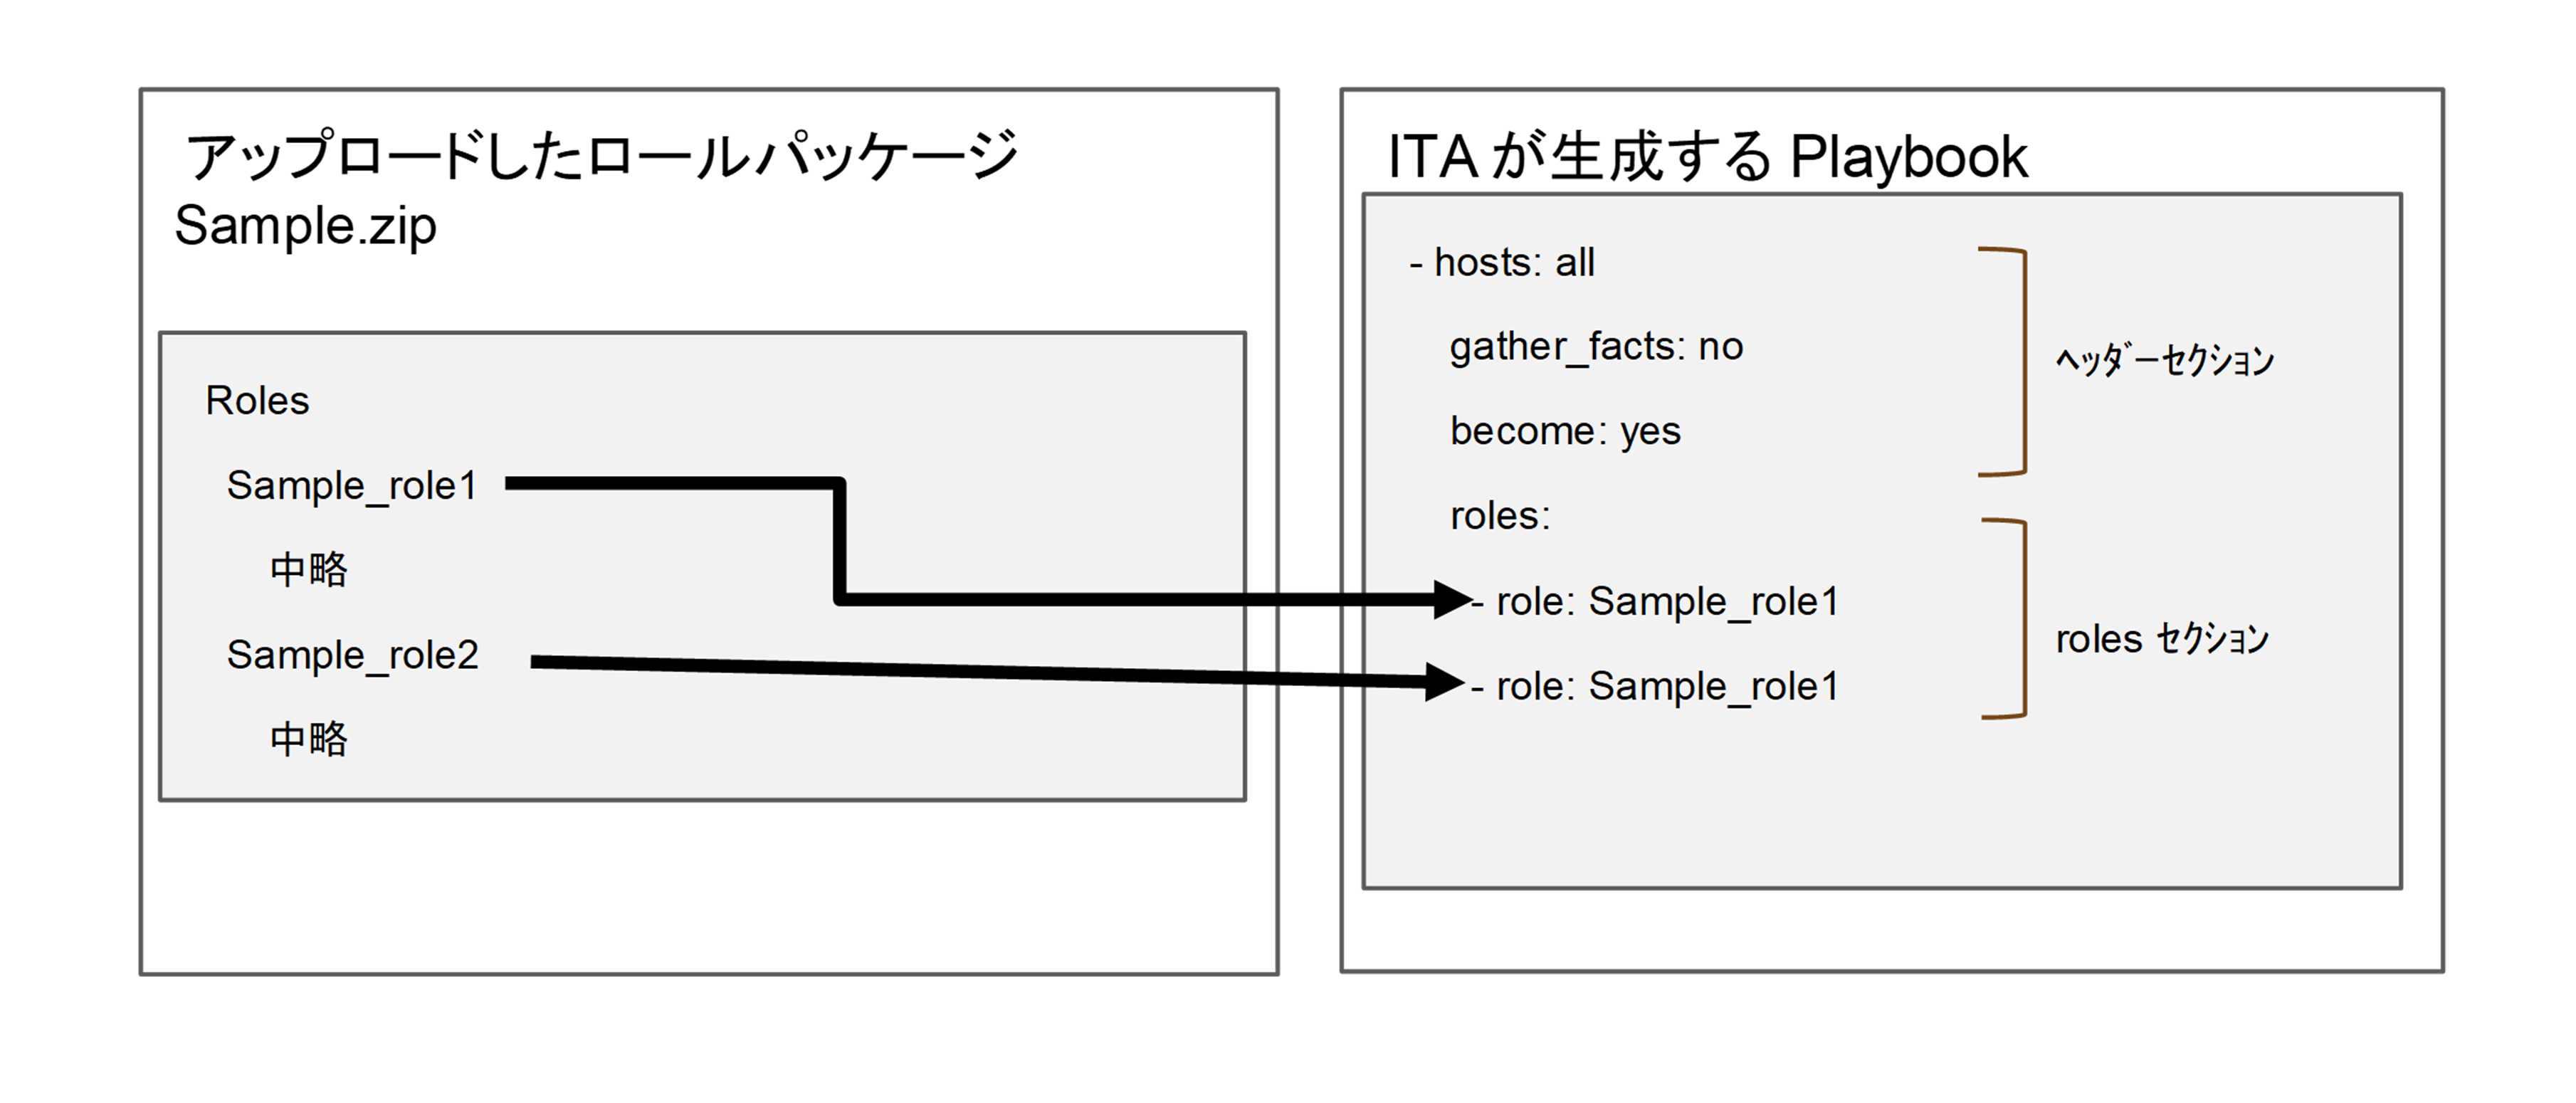 アップロードしたロールパッケージ
Sample.zip
Roles
Sample_role1
中略
Sample_role2
中略
ITA が生成する Playbook
- hosts: all
gather_facts: no
become: yes
roles:
- role: Sample_role1
- role: Sample_role1
ﾍｯﾀﾞｰｾｸｼｮﾝ
roles ｾｸｼｮﾝ